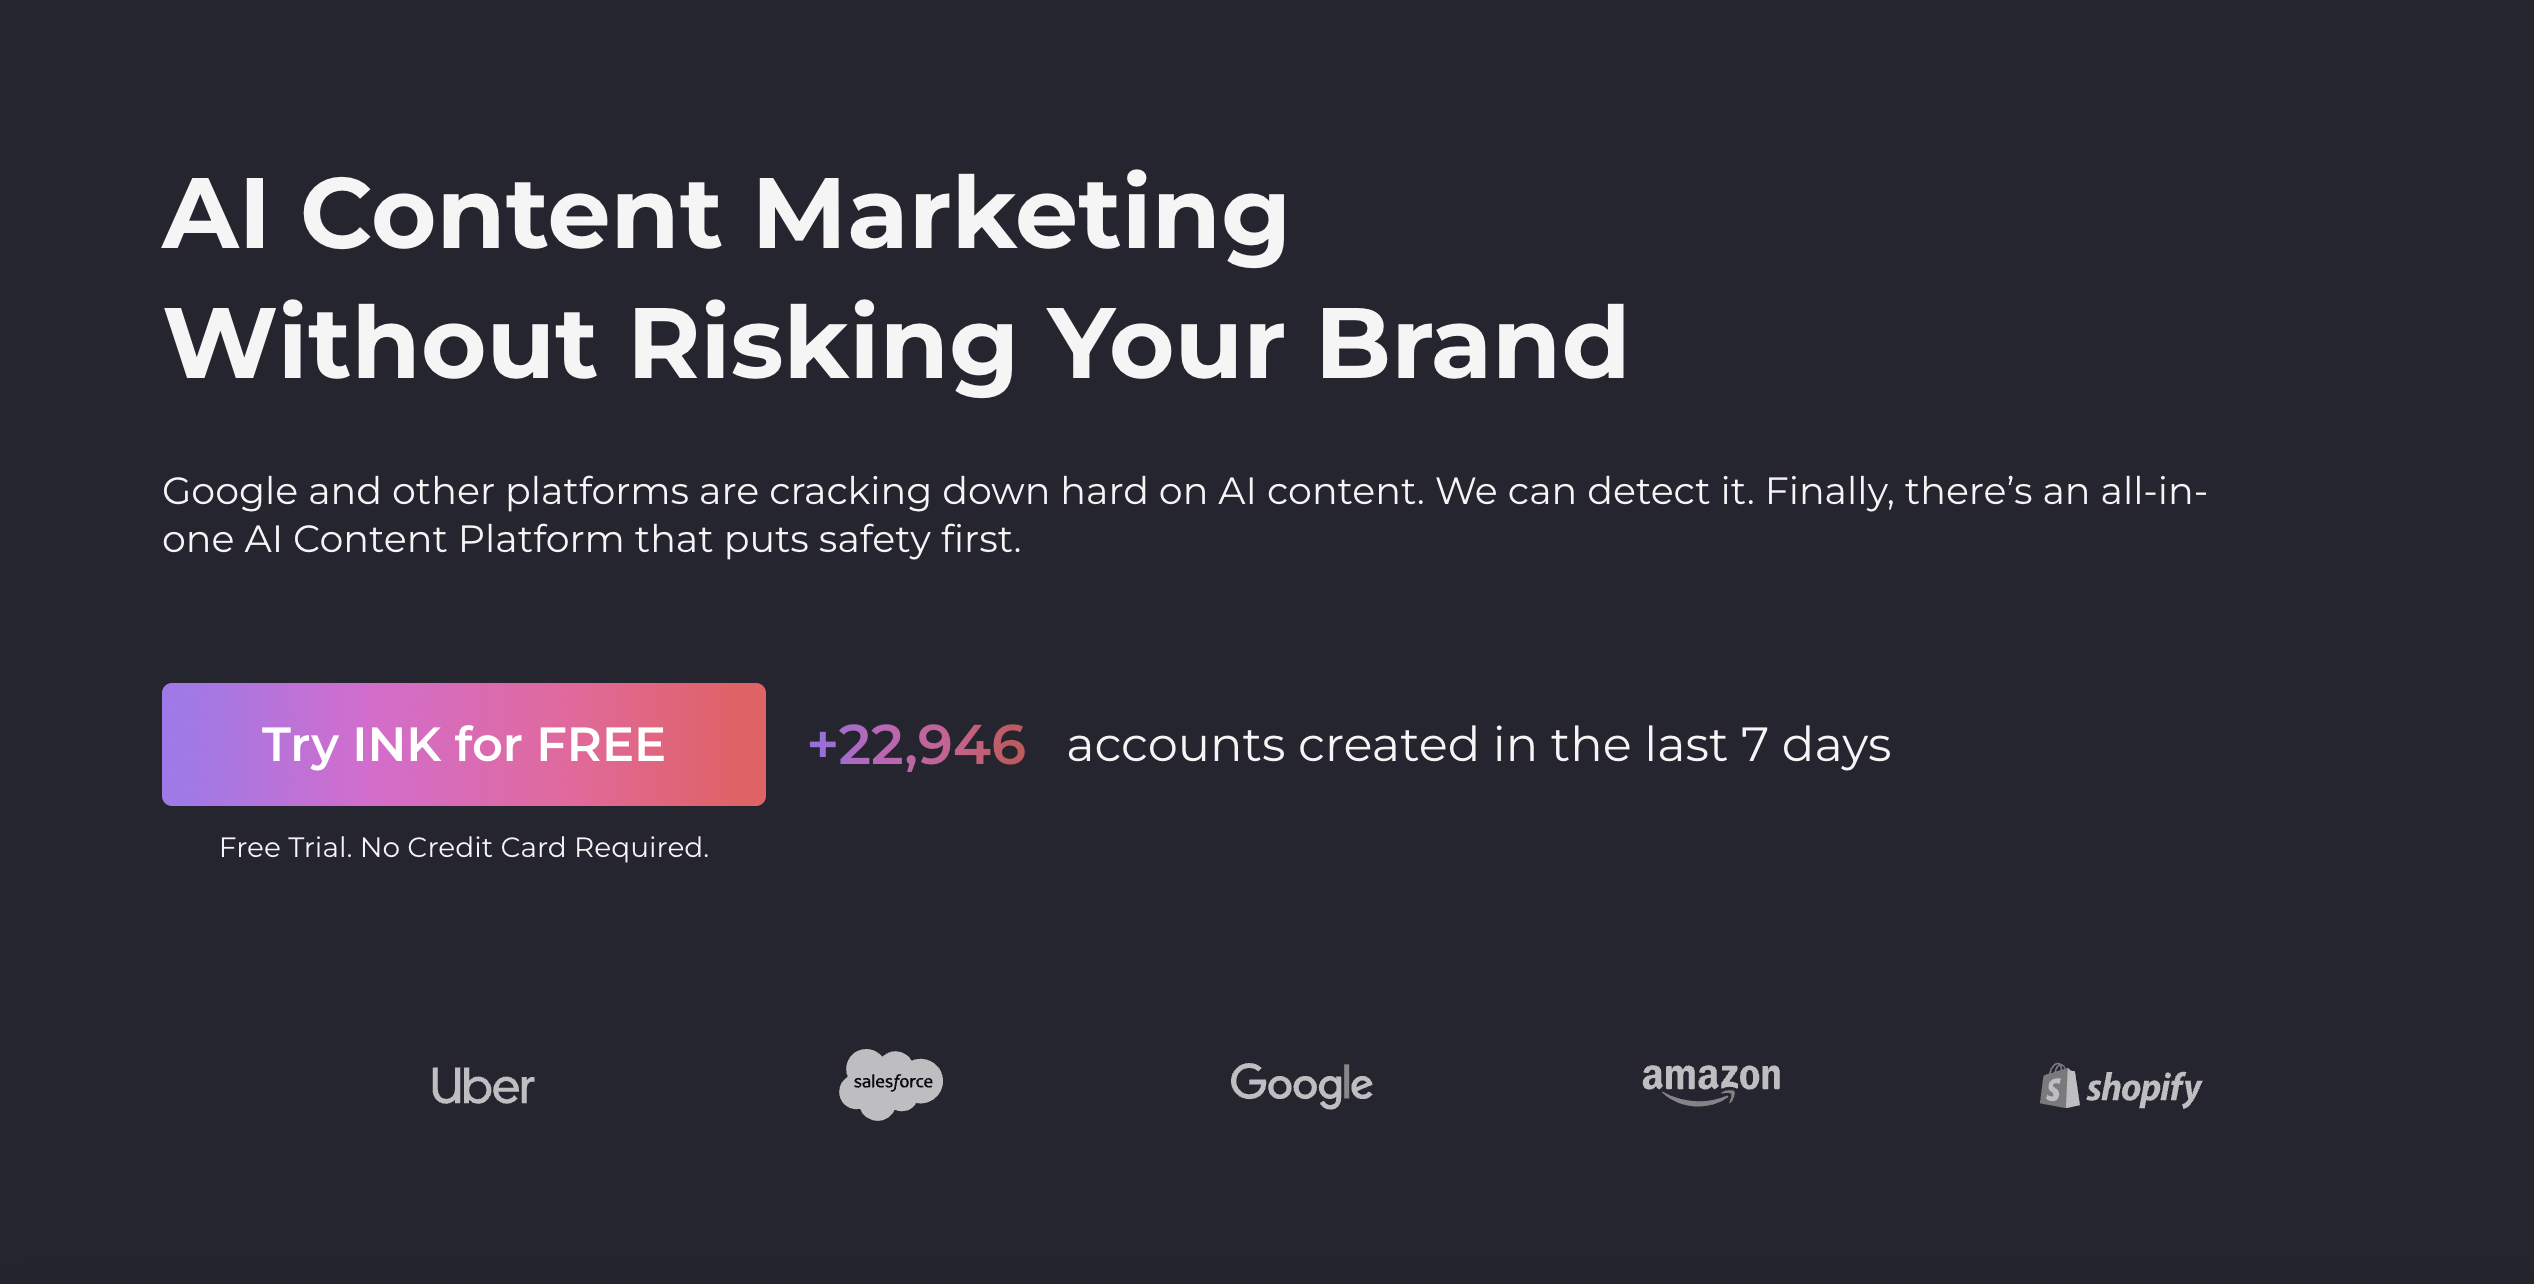 AI Content Marketing
Without Risking Your Brand
Google and other platforms are cracking down hard on AI content. We can detect it. Finally, there’s an all-in-
one AI Content Platform that puts safety first.
Try INK for FREE
+22,946 accounts created in the last 7 days
Free Trial. No Credit Card Required.
Uber salesforce Google amazon shopify